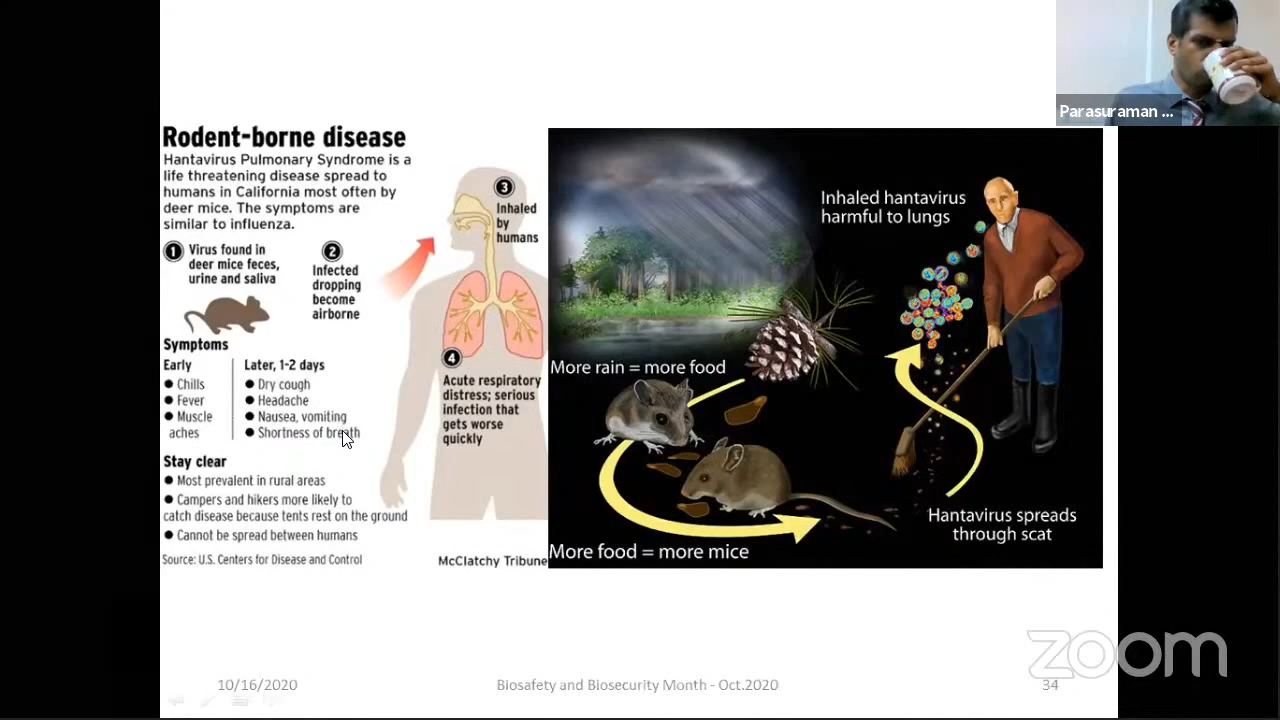 Parasuraman ...
Rodent-borne disease
Hantavirus Pulmonary Syndrome is a
life threatening disease spread to
humans in California most often by
deer mice. The symptoms are
similar to influenza.
1 Virus found in
deer mice feces,
urine and saliva
2
Infected
dropping
become
airborne
3
Inhaled
by
humans
4
Acute respiratory
distress; serious
infection that
gets worse
quickly
Symptoms
Early
● Chills
● Fever
● Muscle
aches
Later, 1-2 days
● Dry cough
● Headache
● Nausea, vomiting
● Shortness of breath
Stay clear
● Most prevalent in rural areas
● Campers and hikers more likely to
catch disease because tents rest on the ground
● Cannot be spread between humans
Source: U.S. Centers for Disease and Control
McClatchy Tribune
Inhaled hantavirus
harmful to lungs
More rain = more food
More food = more mice
Hantavirus spreads
through scat
zoom
10/16/2020
Biosafety and Biosecurity Month - Oct.2020
34